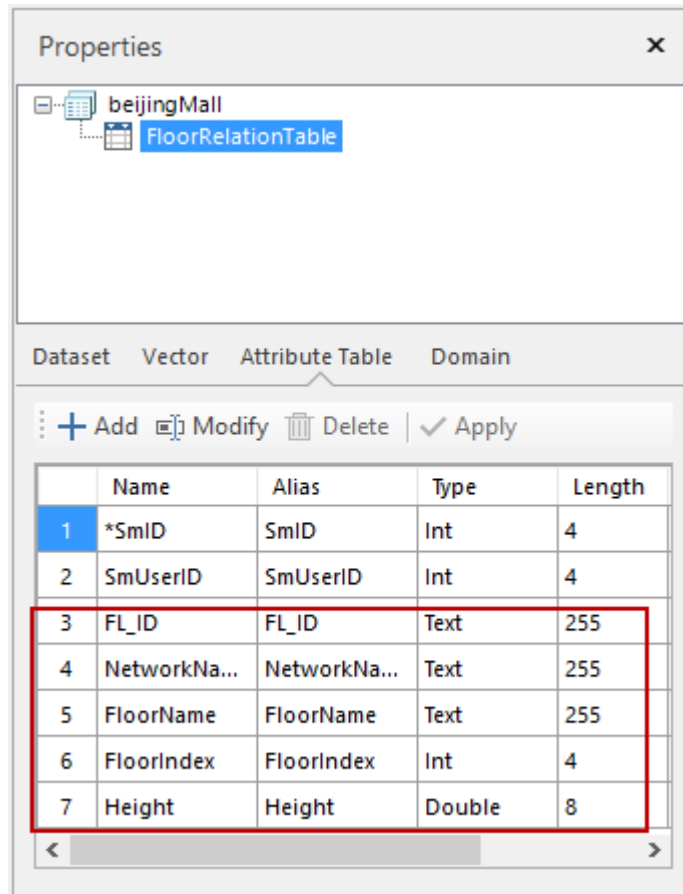 Properties
beijingMall
FloorRelationTable
Dataset Vector Attribute Table Domain
Add Modify Delete Apply
Name Alias Type Length
1 *SmID SmID Int 4
2 SmUserID SmUserID Int 4
3 FL_ID FL_ID Text 255
4 NetworkNa... NetworkNa... Text 255
5 FloorName FloorName Text 255
6 FloorIndex FloorIndex Int 4
7 Height Height Double 8